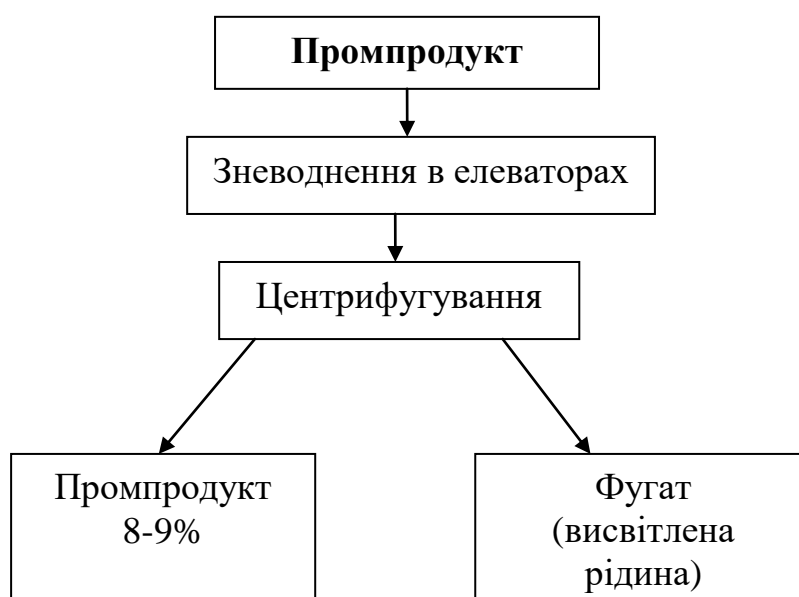 Промпродукт
Зневоднення в елеваторах
Центрифугування
Промпродукт
8-9%
Фугат
(висвітлена
рідина)